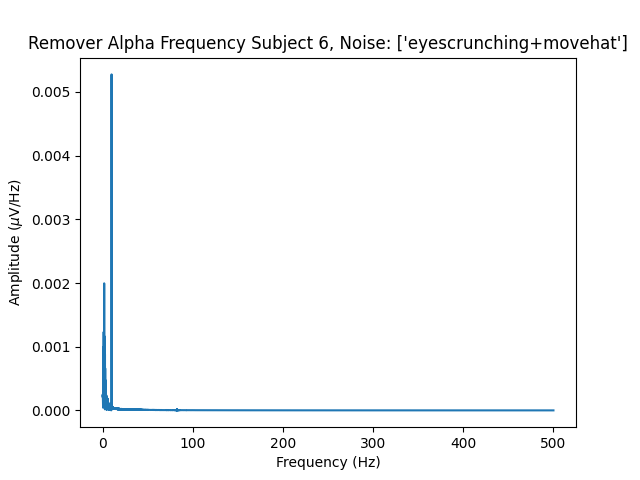 Remover Alpha Frequency Subject 6, Noise: ['eyescrunching+movehat']
Amplitude (μV/Hz)
0.005
0.004
0.003
0.002
0.001
0.000
0 100 200 300 400 500
Frequency (Hz)